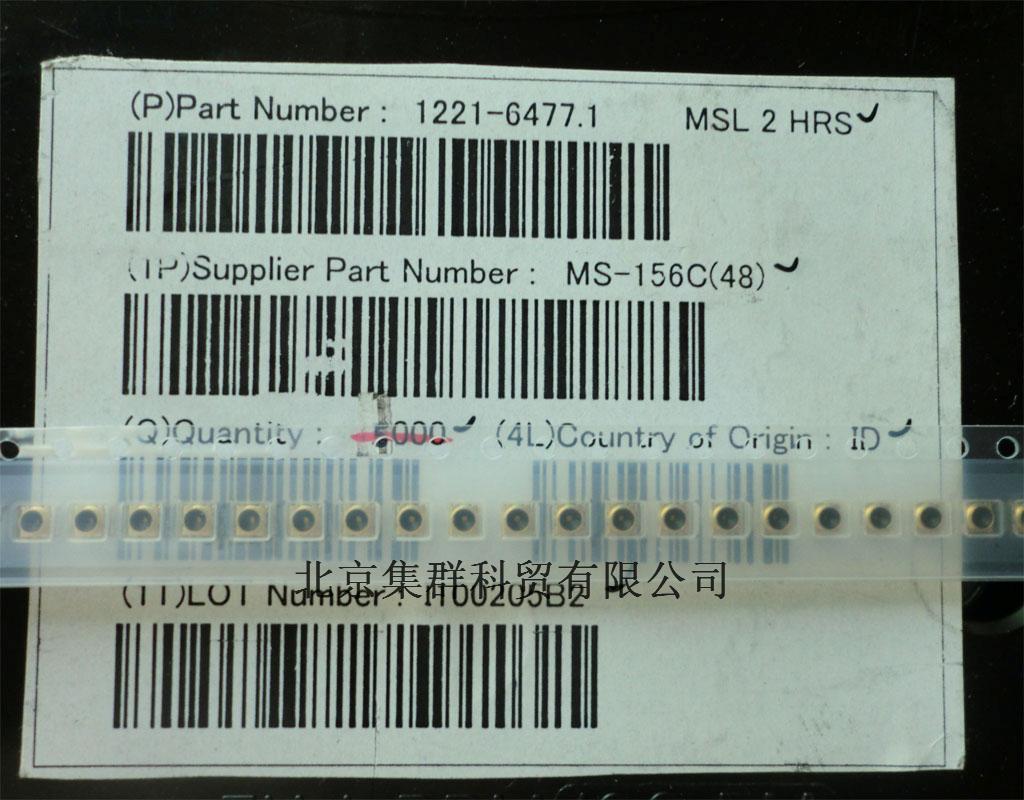 (P)Part Number : 1221-6477.1 MSL 2 HRS
(1P)Supplier Part Number : MS-156C(48)
(Q)Quantity : 5000 (4L)Country of Origin : ID
北京集群科贸有限公司
(1T)LOT Number : IT00205B2